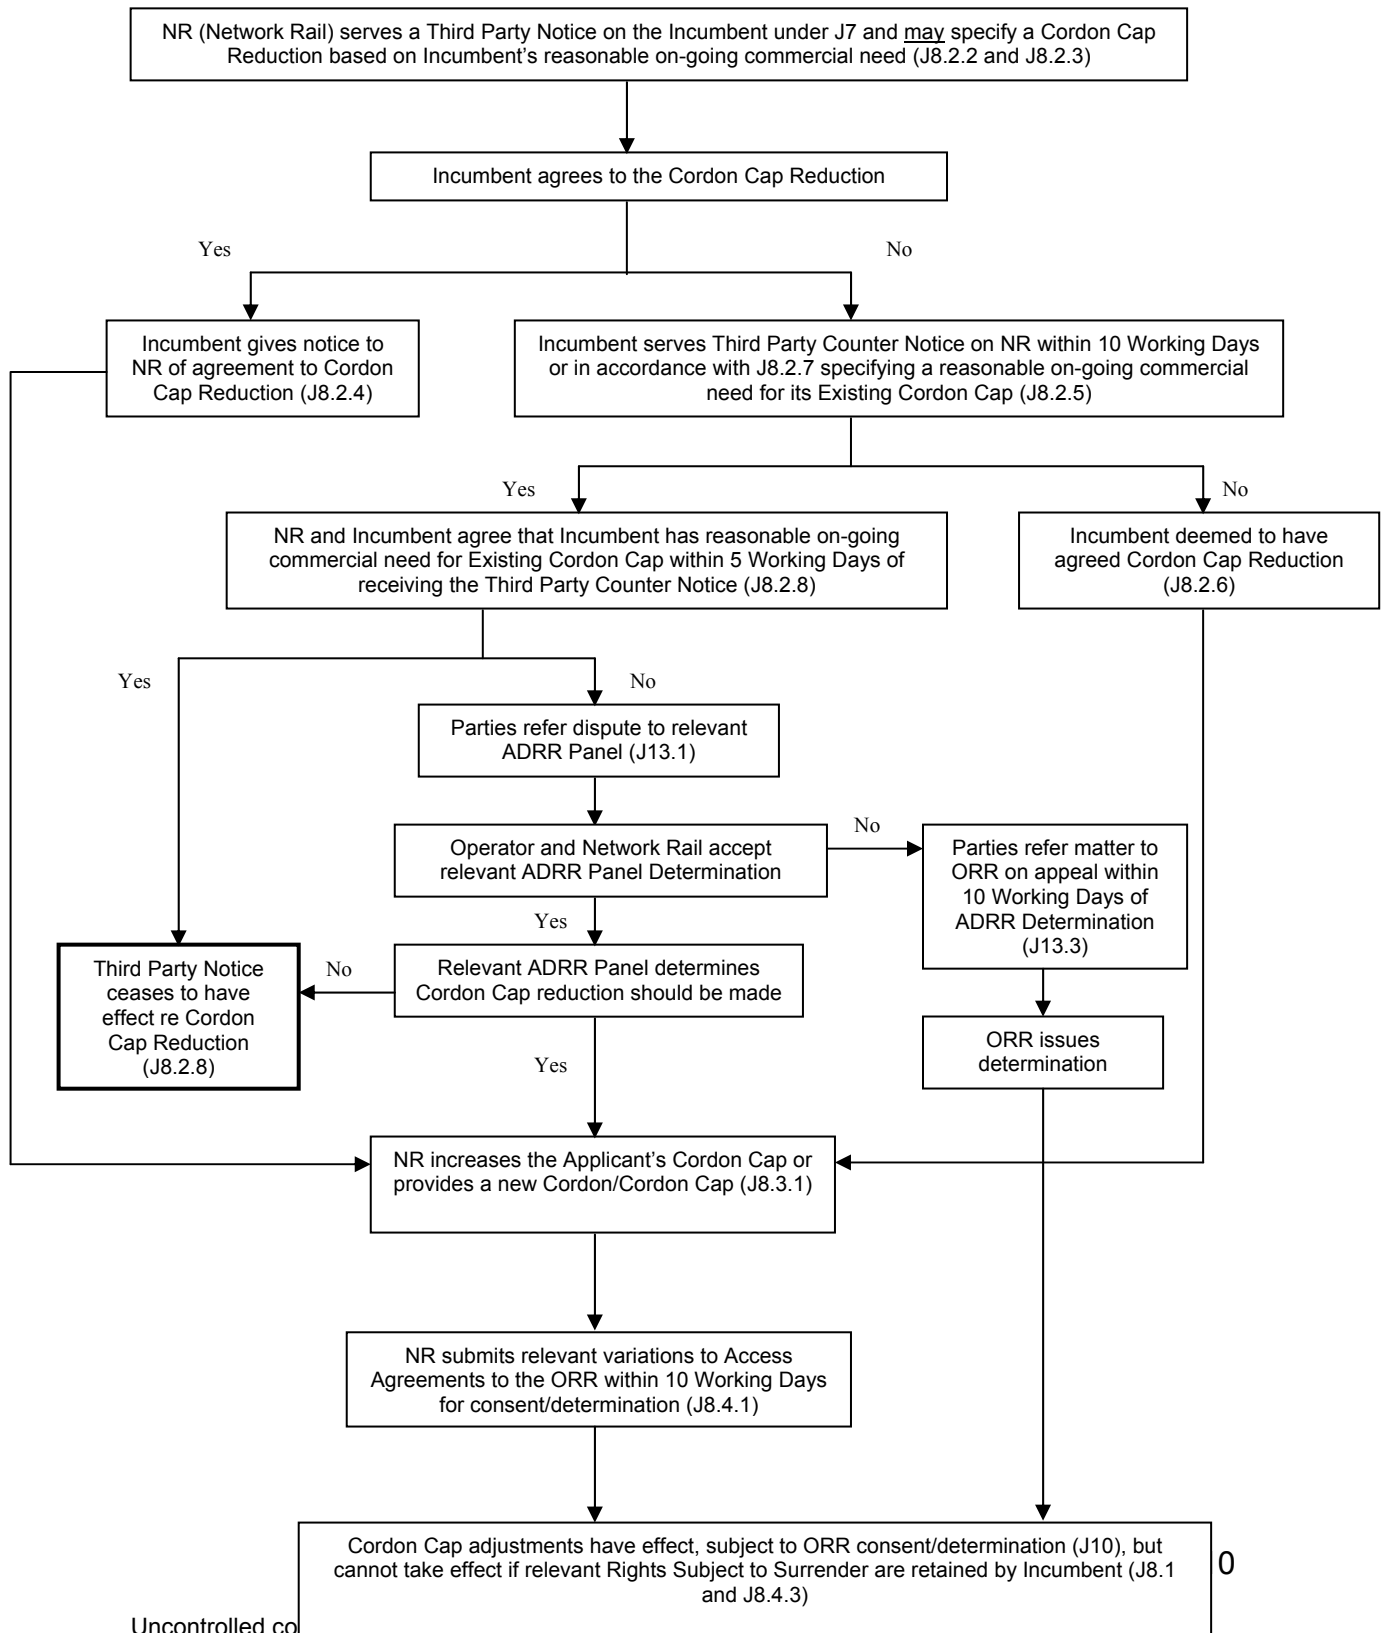 NR (Network Rail) serves a Third Party Notice on the Incumbent under J7 and may specify a Cordon Cap
Reduction based on Incumbent's reasonable on-going commercial need (J8.2.2 and J8.2.3)
Incumbent agrees to the Cordon Cap Reduction
Yes
No
Incumbent gives notice to
NR of agreement to Cordon
Cap Reduction (J8.2.4)
Incumbent serves Third Party Counter Notice on NR within 10 Working Days
or in accordance with J8.2.7 specifying a reasonable on-going commercial
need for its Existing Cordon Cap (J8.2.5)
Yes
No
NR and Incumbent agree that Incumbent has reasonable on-going
commercial need for Existing Cordon Cap within 5 Working Days of
receiving the Third Party Counter Notice (J8.2.8)
Incumbent deemed to have
agreed Cordon Cap Reduction
(J8.2.6)
Yes
No
Parties refer dispute to relevant
ADRR Panel (J13.1)
Operator and Network Rail accept
relevant ADRR Panel Determination
No
Parties refer matter to
ORR on appeal within
10 Working Days of
ADRR Determination
(J13.3)
Yes
Third Party Notice
ceases to have
effect re Cordon
Cap Reduction
(J8.2.8)
No
Relevant ADRR Panel determines
Cordon Cap reduction should be made
ORR issues
determination
Yes
NR increases the Applicant's Cordon Cap or
provides a new Cordon/Cordon Cap (J8.3.1)
NR submits relevant variations to Access
Agreements to the ORR within 10 Working Days
for consent/determination (J8.4.1)
Cordon Cap adjustments have effect, subject to ORR consent/determination (J10), but
cannot take effect if relevant Rights Subject to Surrender are retained by Incumbent (J8.1
and J8.4.3)
0
Uncontrolled co